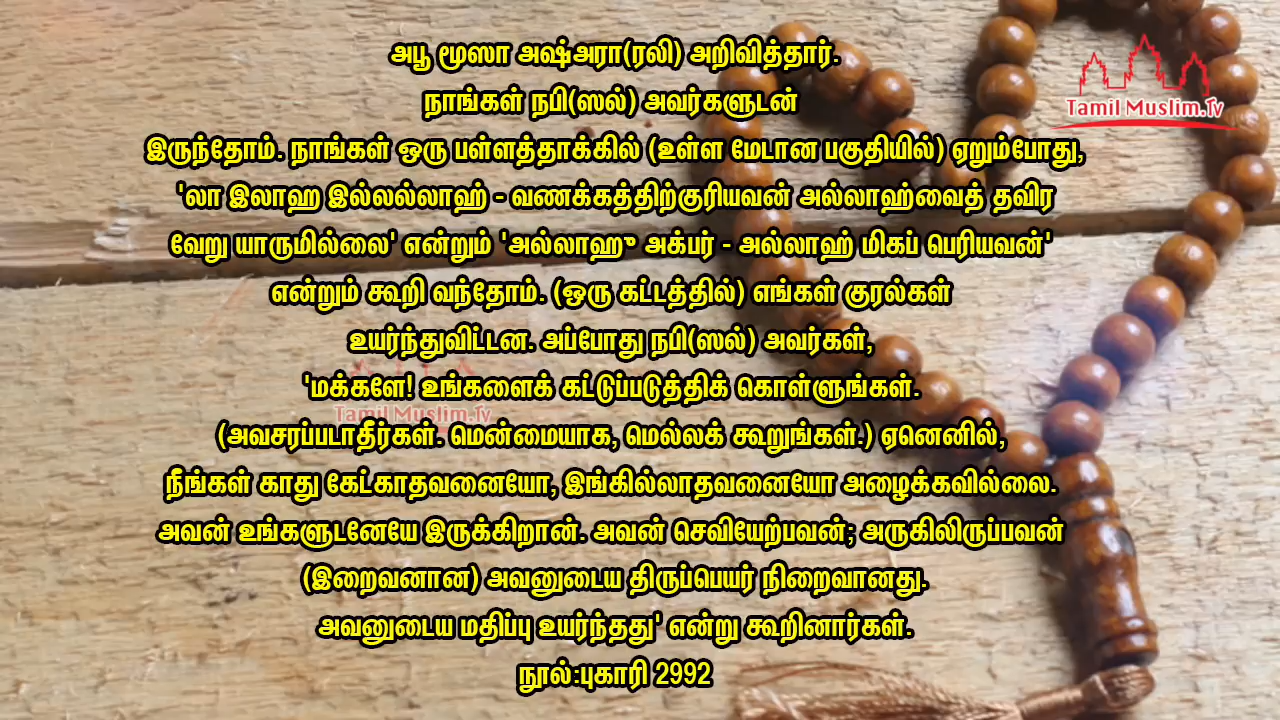 அபூ மூஸா அஷ்அரா(ரலி) அறிவித்தார்.
நாங்கள் நபி(ஸல்) அவர்களுடன்
இருந்தோம். நாங்கள் ஒரு பள்ளத்தாக்கில் (உள்ள மேடான பகுதியில்) ஏறும்போது,
'லா இலாஹ இல்லல்லாஹ் - வணக்கத்திற்குரியவன் அல்லாஹ்வைத் தவிர
வேறு யாருமில்லை' என்றும் 'அல்லாஹு அக்பர் - அல்லாஹ் மிகப் பெரியவன்'
என்றும் கூறி வந்தோம். (ஒரு கட்டத்தில்) எங்கள் குரல்கள்
உயர்ந்துவிட்டன. அப்போது நபி(ஸல்) அவர்கள்,
'மக்களே! உங்களைக் கட்டுப்படுத்திக் கொள்ளுங்கள்.
(அவசரப்படாதீர்கள். மென்மையாக, மெல்லக் கூறுங்கள்.) ஏனெனில்,
நீங்கள் காது கேட்காதவனையோ, இங்கில்லாதவனையோ அழைக்கவில்லை.
அவன் உங்களுடனேயே இருக்கிறான். அவன் செவியேற்பவன்; அருகிலிருப்பவன்
(இறைவனான) அவனுடைய திருப்பெயர் நிறைவானது.
அவனுடைய மதிப்பு உயர்ந்தது' என்று கூறினார்கள்.
நூல்:புகாரி 2992
Tamil Muslim.Tv
Tamil Muslim.Tv